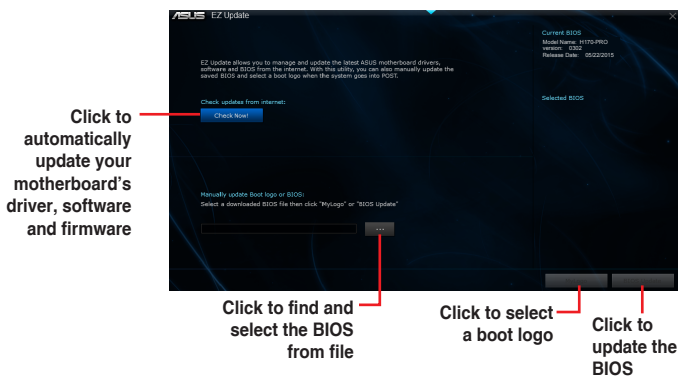 ASUS EZ Update
Current BIOS
Model Name: H170-PRO
version: 0302
Release Date: 05/22/2015
EZ Update allows you to manage and update the latest ASUS motherboard drivers,
software and BIOS from the internet. With this utility, you can also manually update the
saved BIOS and select a boot logo when the system goes into POST.
Check updates from internet:
Check Now!
Selected BIOS
Click to
automatically
update your
motherboard's
driver, software
and firmware
Manually update Boot logo or BIOS:
Select a downloaded BIOS file then click "MyLogo" or "BIOS Update"
...
Click to find and
select the BIOS
from file
Click to select
a boot logo
Click to
update the
BIOS